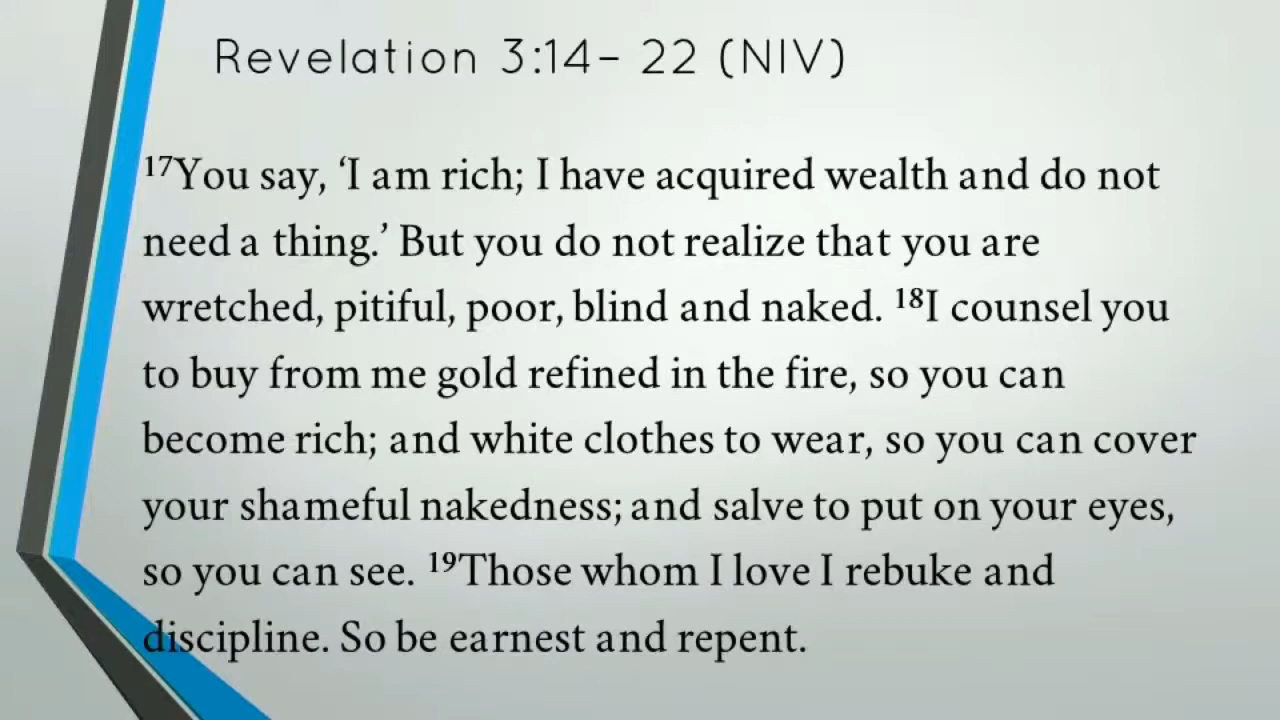 Revelation 3:14– 22 (NIV)
¹⁷You say, ‘I am rich; I have acquired wealth and do not
need a thing.’ But you do not realize that you are
wretched, pitiful, poor, blind and naked. ¹⁸I counsel you
to buy from me gold refined in the fire, so you can
become rich; and white clothes to wear, so you can cover
your shameful nakedness; and salve to put on your eyes,
so you can see. ¹⁹Those whom I love I rebuke and
discipline. So be earnest and repent.